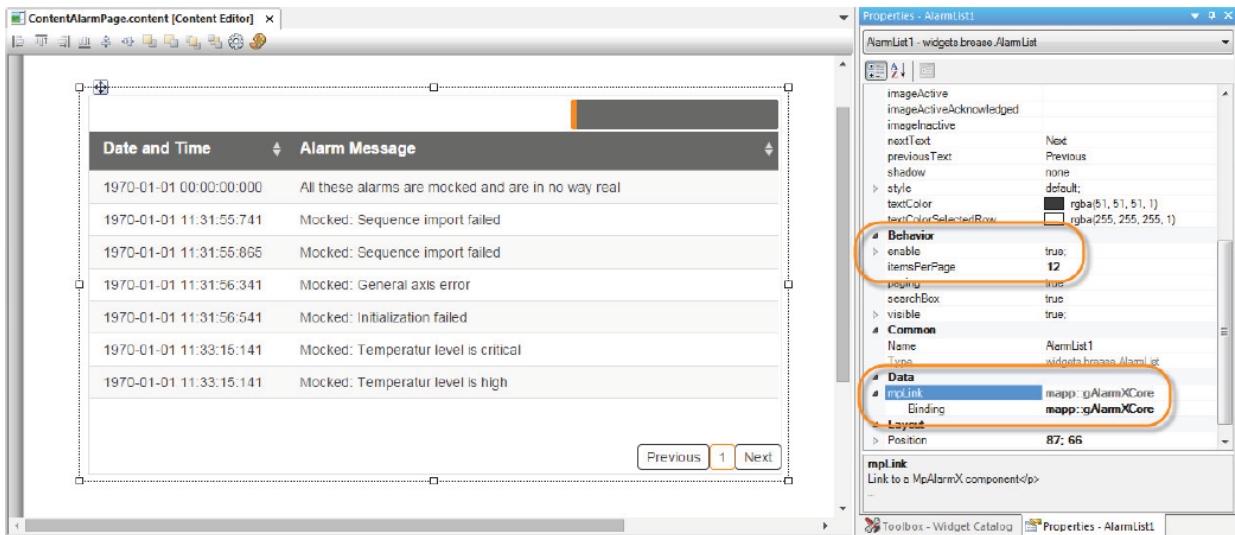 ContentAlarmPage.content [Content Editor] ×
Date and Time Alarm Message
1970-01-01 00:00:00:000 All these alarms are mocked and are in no way real
1970-01-01 11:31:55:741 Mocked: Sequence import failed
1970-01-01 11:31:55:865 Mocked: Sequence import failed
1970-01-01 11:31:56:341 Mocked: General axis error
1970-01-01 11:31:56:541 Mocked: Initialization failed
1970-01-01 11:33:15:141 Mocked: Temperatur level is critical
1970-01-01 11:33:15:141 Mocked: Temperatur level is high
Previous 1 Next
Properties - AlarmList1
AlarmList1 - widgets.brease.AlarmList
imageActive
imageActiveAcknowledged
imageInactive
nextText Next
previousText Previous
shadow none
style default;
textColor rgba(51, 51, 51, 1)
textColorSelectedRow rgba(255, 255, 255, 1)
Behavior
enable true;
itemsPerPage 12
paging true
searchBox true
visible true;
Common
Name AlarmList1
Type widgets.brease.AlarmList
Data
mpLink mapp::gAlarmXCore
Binding mapp::gAlarmXCore
Layout
Position 87; 66
mpLink
Link to a MpAlarmX component</p>
...
Toolbox - Widget Catalog Properties - AlarmList1